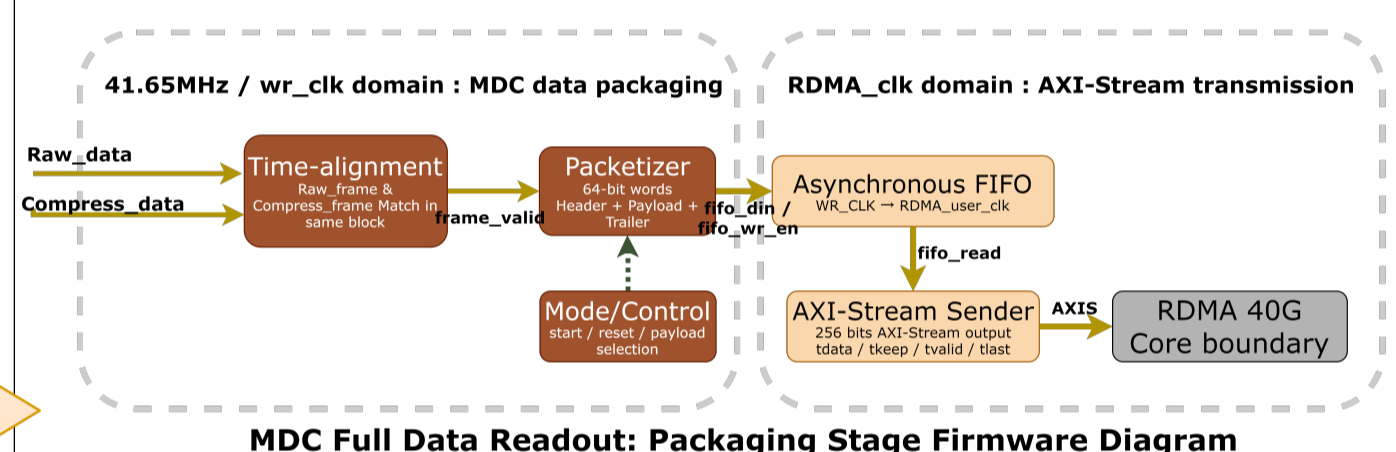 41.65MHz / wr_clk domain : MDC data packaging
RDMA_clk domain : AXI-Stream transmission
Raw_data
Compress_data
Time-alignment
Raw_frame &
Compress_frame Match in
same block
frame_valid
Packetizer
64-bit words
Header + Payload +
Trailer
fifo_din /
fifo_wr_en
Asynchronous FIFO
WR_CLK → RDMA_user_clk
fifo_read
Mode/Control
start / reset / payload
selection
AXI-Stream Sender
256 bits AXI-Stream output
tdata / tkeep / tvalid / tlast
AXIS
RDMA 40G
Core boundary
MDC Full Data Readout: Packaging Stage Firmware Diagram